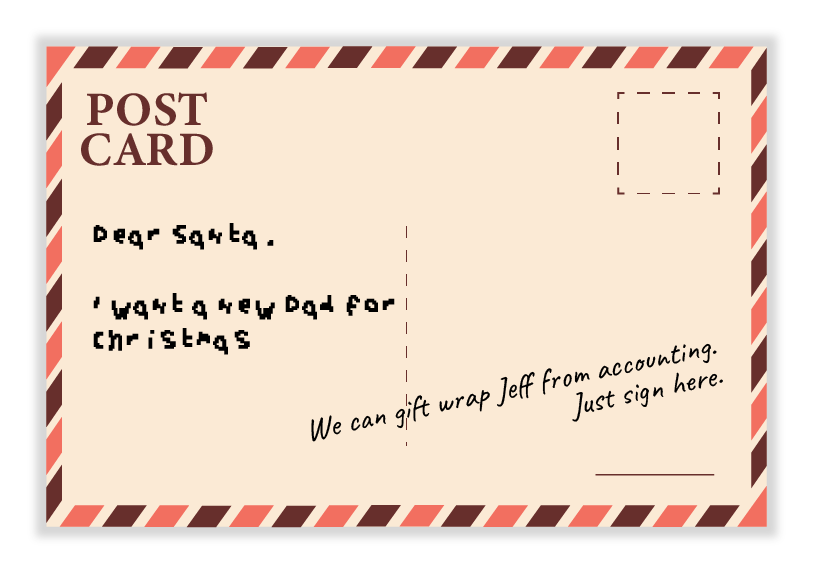 POST
CARD
Dear Santa.
I want a new Dad for
Christmas
We can gift wrap Jeff from accounting.
Just sign here.